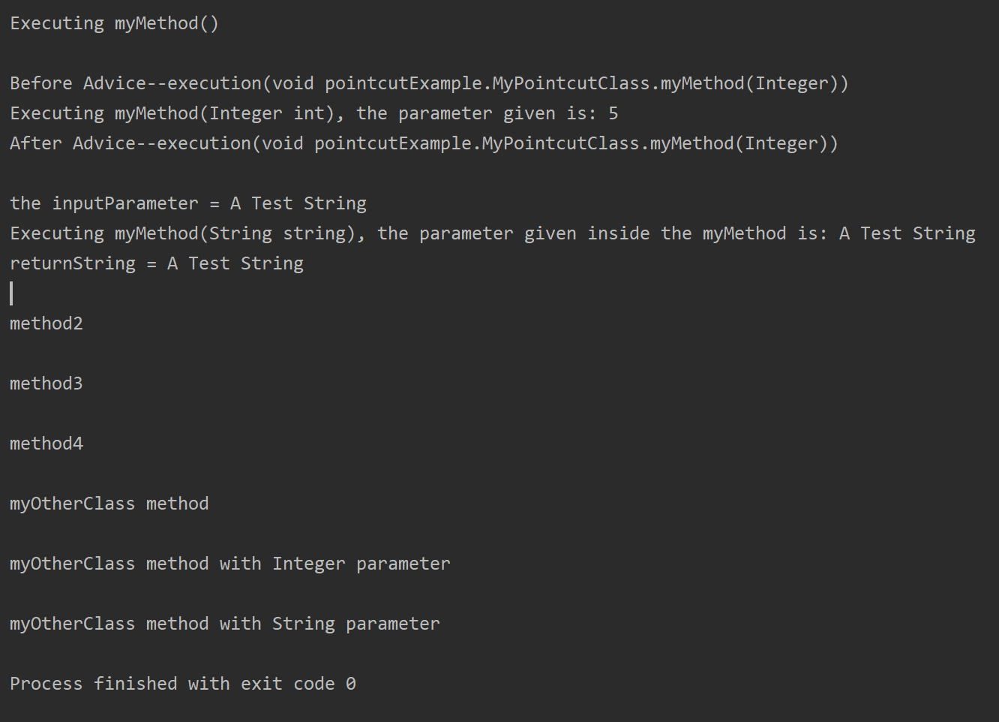 Executing myMethod()
Before Advice--execution(void pointcutExample.MyPointcutClass.myMethod(Integer))
Executing myMethod(Integer int), the parameter given is: 5
After Advice--execution(void pointcutExample.MyPointcutClass.myMethod(Integer))
the inputParameter = A Test String
Executing myMethod(String string), the parameter given inside the myMethod is: A Test String
returnString = A Test String
method2
method3
method4
myOtherClass method
myOtherClass method with Integer parameter
myOtherClass method with String parameter
Process finished with exit code 0